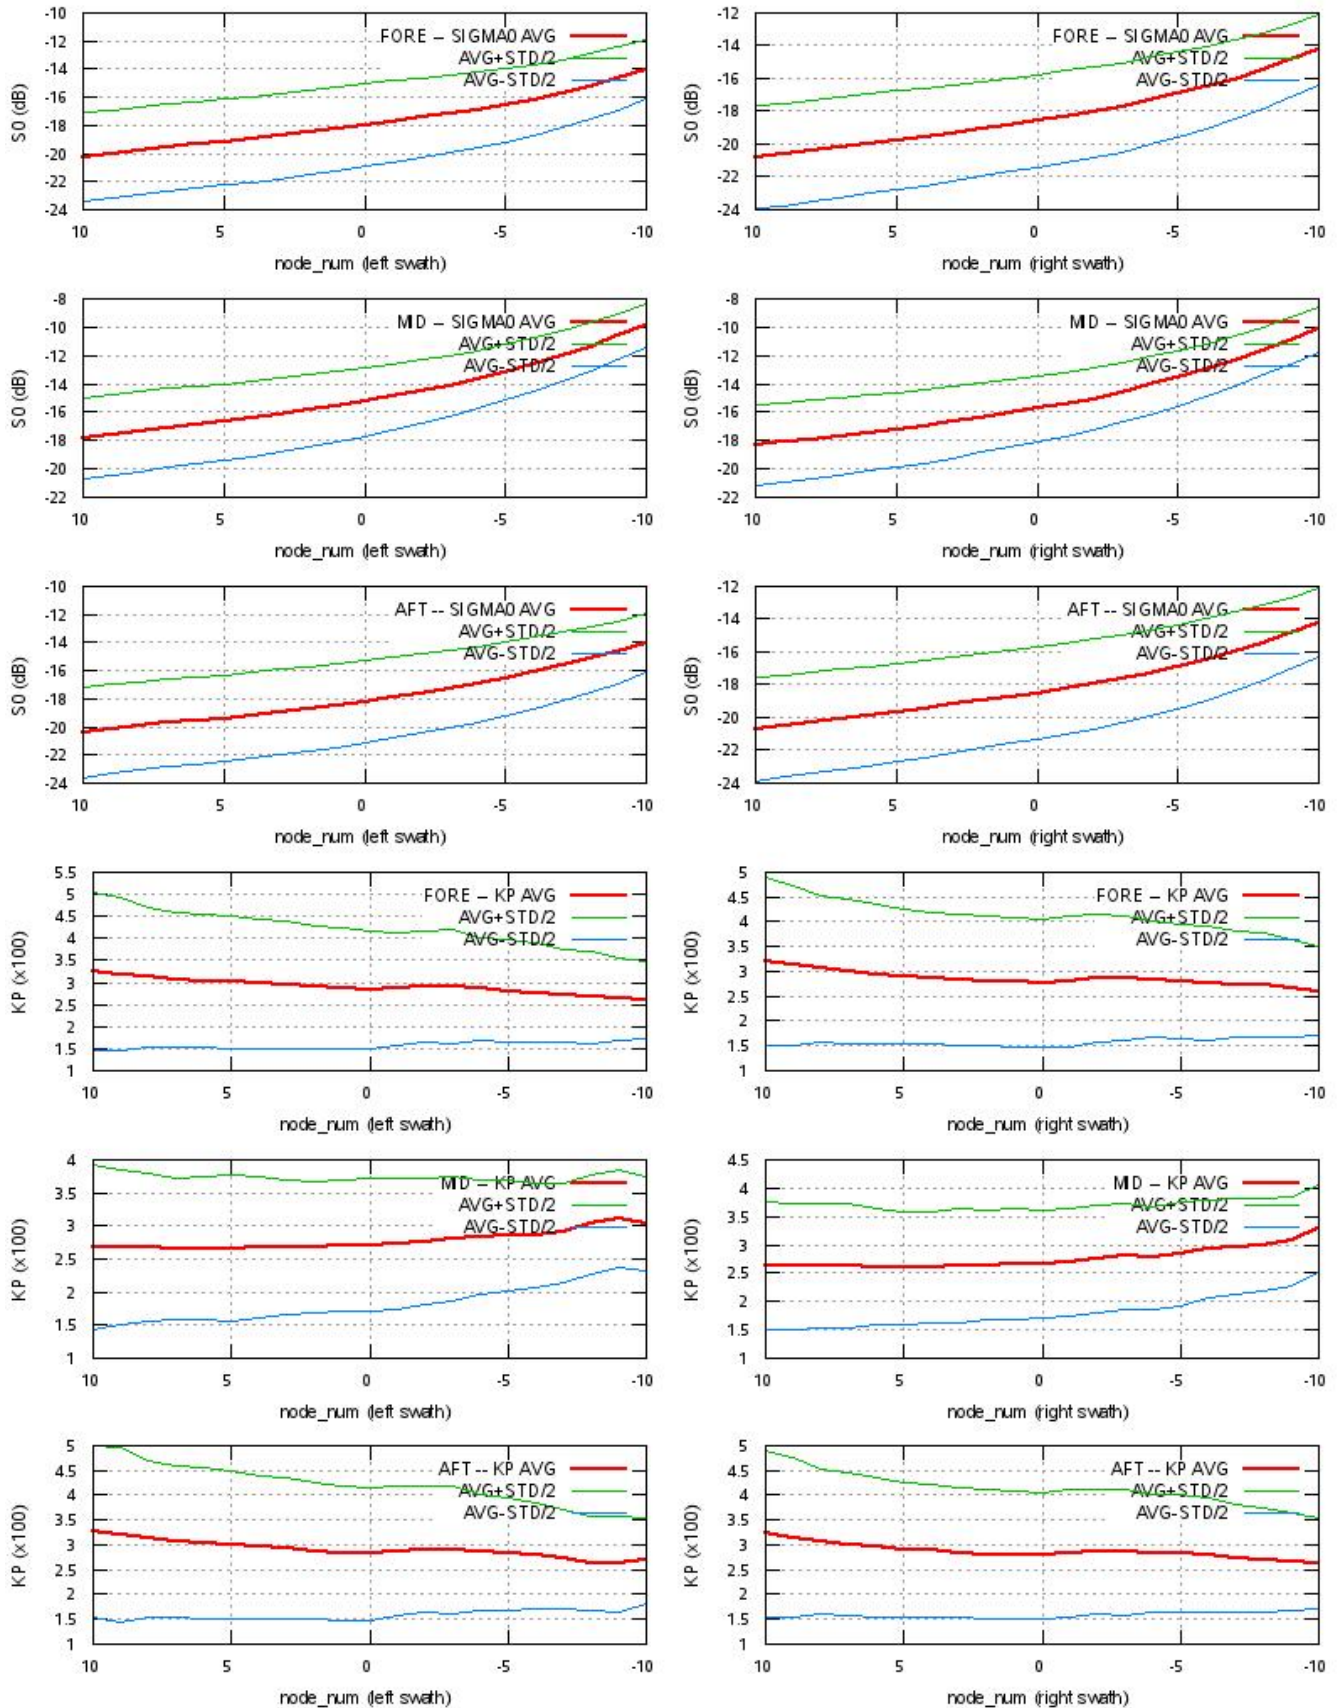 -10
-12
-14
-16
-18
-20
-22
-24
S0 (dB)
FORE -- SIGMA0 AVG
AVG+STD/2
AVG-STD/2
10
5
0
-5
-10
node_num (left swath)
-12
-14
-16
-18
-20
-22
-24
S0 (dB)
FORE -- SIGMA0 AVG
AVG+STD/2
AVG-STD/2
10
5
0
-5
-10
node_num (right swath)
-8
-10
-12
-14
-16
-18
-20
-22
S0 (dB)
MID -- SIGMA0 AVG
AVG+STD/2
AVG-STD/2
10
5
0
-5
-10
node_num (left swath)
-8
-10
-12
-14
-16
-18
-20
-22
S0 (dB)
MID -- SIGMA0 AVG
AVG+STD/2
AVG-STD/2
10
5
0
-5
-10
node_num (right swath)
-10
-12
-14
-16
-18
-20
-22
-24
S0 (dB)
AFT -- SIGMA0 AVG
AVG+STD/2
AVG-STD/2
10
5
0
-5
-10
node_num (left swath)
-12
-14
-16
-18
-20
-22
-24
S0 (dB)
AFT -- SIGMA0 AVG
AVG+STD/2
AVG-STD/2
10
5
0
-5
-10
node_num (right swath)
5.5
5
4.5
4
3.5
3
2.5
2
1.5
1
KP (x100)
FORE -- KP AVG
AVG+STD/2
AVG-STD/2
10
5
0
-5
-10
node_num (left swath)
5
4.5
4
3.5
3
2.5
2
1.5
1
KP (x100)
FORE -- KP AVG
AVG+STD/2
AVG-STD/2
10
5
0
-5
-10
node_num (right swath)
4
3.5
3
2.5
2
1.5
1
KP (x100)
MID -- KP AVG
AVG+STD/2
AVG-STD/2
10
5
0
-5
-10
node_num (left swath)
4.5
4
3.5
3
2.5
2
1.5
1
KP (x100)
MID -- KP AVG
AVG+STD/2
AVG-STD/2
10
5
0
-5
-10
node_num (right swath)
5
4.5
4
3.5
3
2.5
2
1.5
1
KP (x100)
AFT -- KP AVG
AVG+STD/2
AVG-STD/2
10
5
0
-5
-10
node_num (left swath)
5
4.5
4
3.5
3
2.5
2
1.5
1
KP (x100)
AFT -- KP AVG
AVG+STD/2
AVG-STD/2
10
5
0
-5
-10
node_num (right swath)